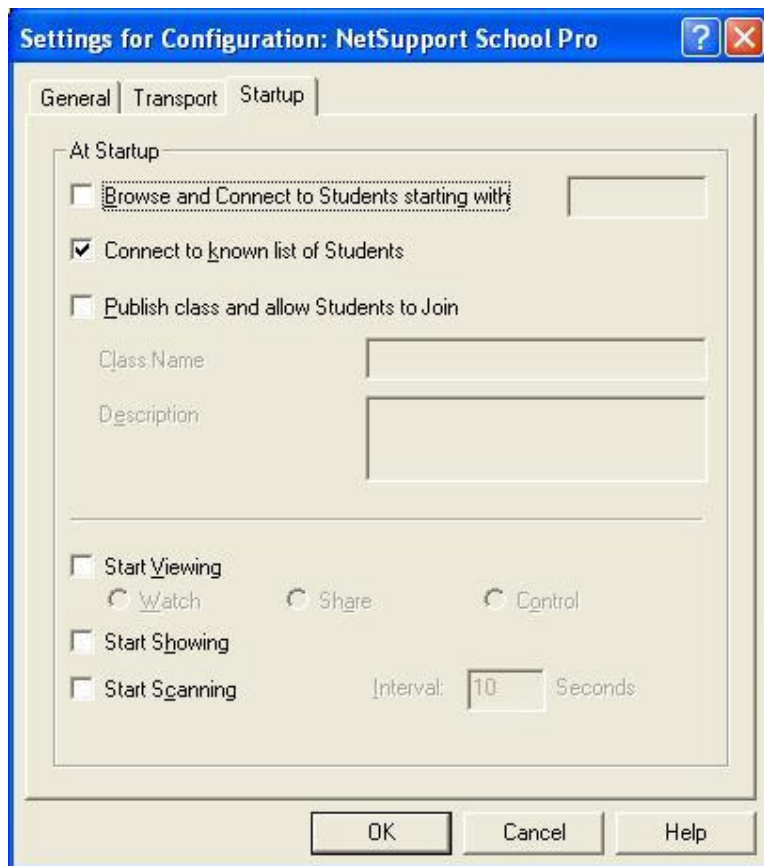 Settings for Configuration: NetSupport School Pro
General Transport Startup
At Startup
Browse and Connect to Students starting with
Connect to known list of Students
Publish class and allow Students to Join
Class Name
Description
Start Viewing
Watch Share Control
Start Showing
Start Scanning Interval: 10 Seconds
OK Cancel Help